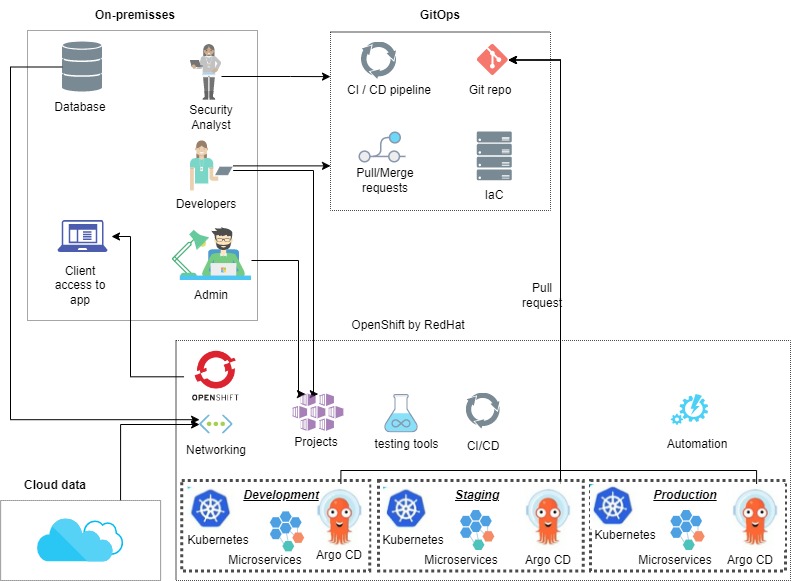 On-premisses
GitOps
Database
Security
Analyst
CI / CD pipeline
Git repo
Developers
Pull/Merge
requests
IaC
Client
access to
app
Admin
Pull
request
OpenShift by RedHat
OPENSHIFT
Networking
Projects
testing tools
CI/CD
Automation
Cloud data
Development
Kubernetes
Microservices
Argo CD
Staging
Kubernetes
Microservices
Argo CD
Production
Kubernetes
Microservices
Argo CD